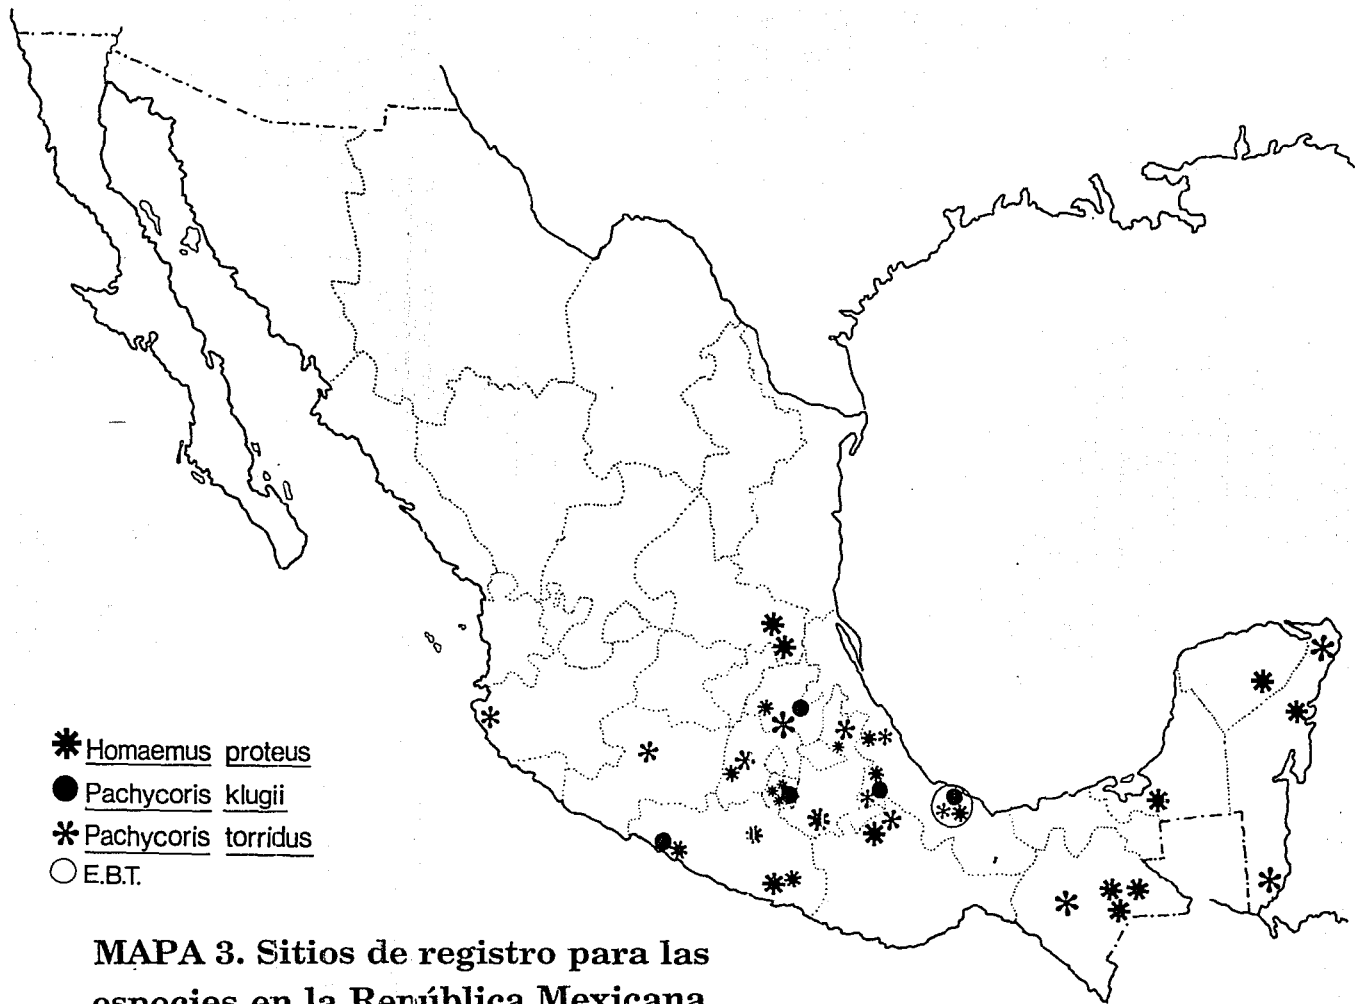 Homaemus proteus
Pachycoris klugii
Pachycoris torridus
E.B.T.
MAPA 3. Sitios de registro para las
especies en la República Mexicana